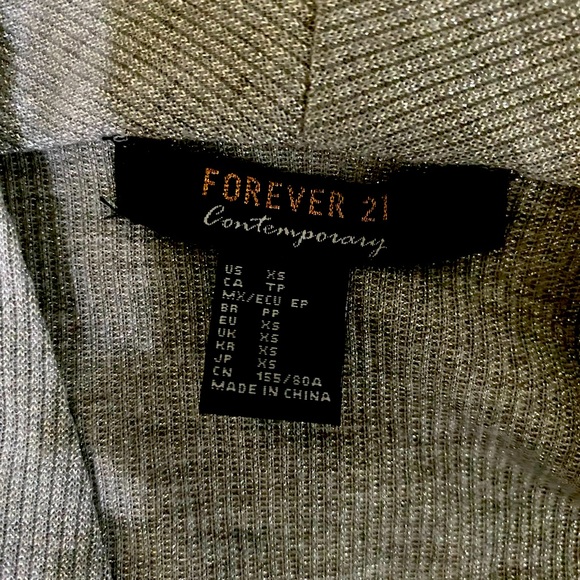 FOREVER 21
Contemporary
US XS
CA TP
MX/ECU EP
BR PP
EU XS
UK XS
KR XS
JP XS
CN 155/80A
MADE IN CHINA